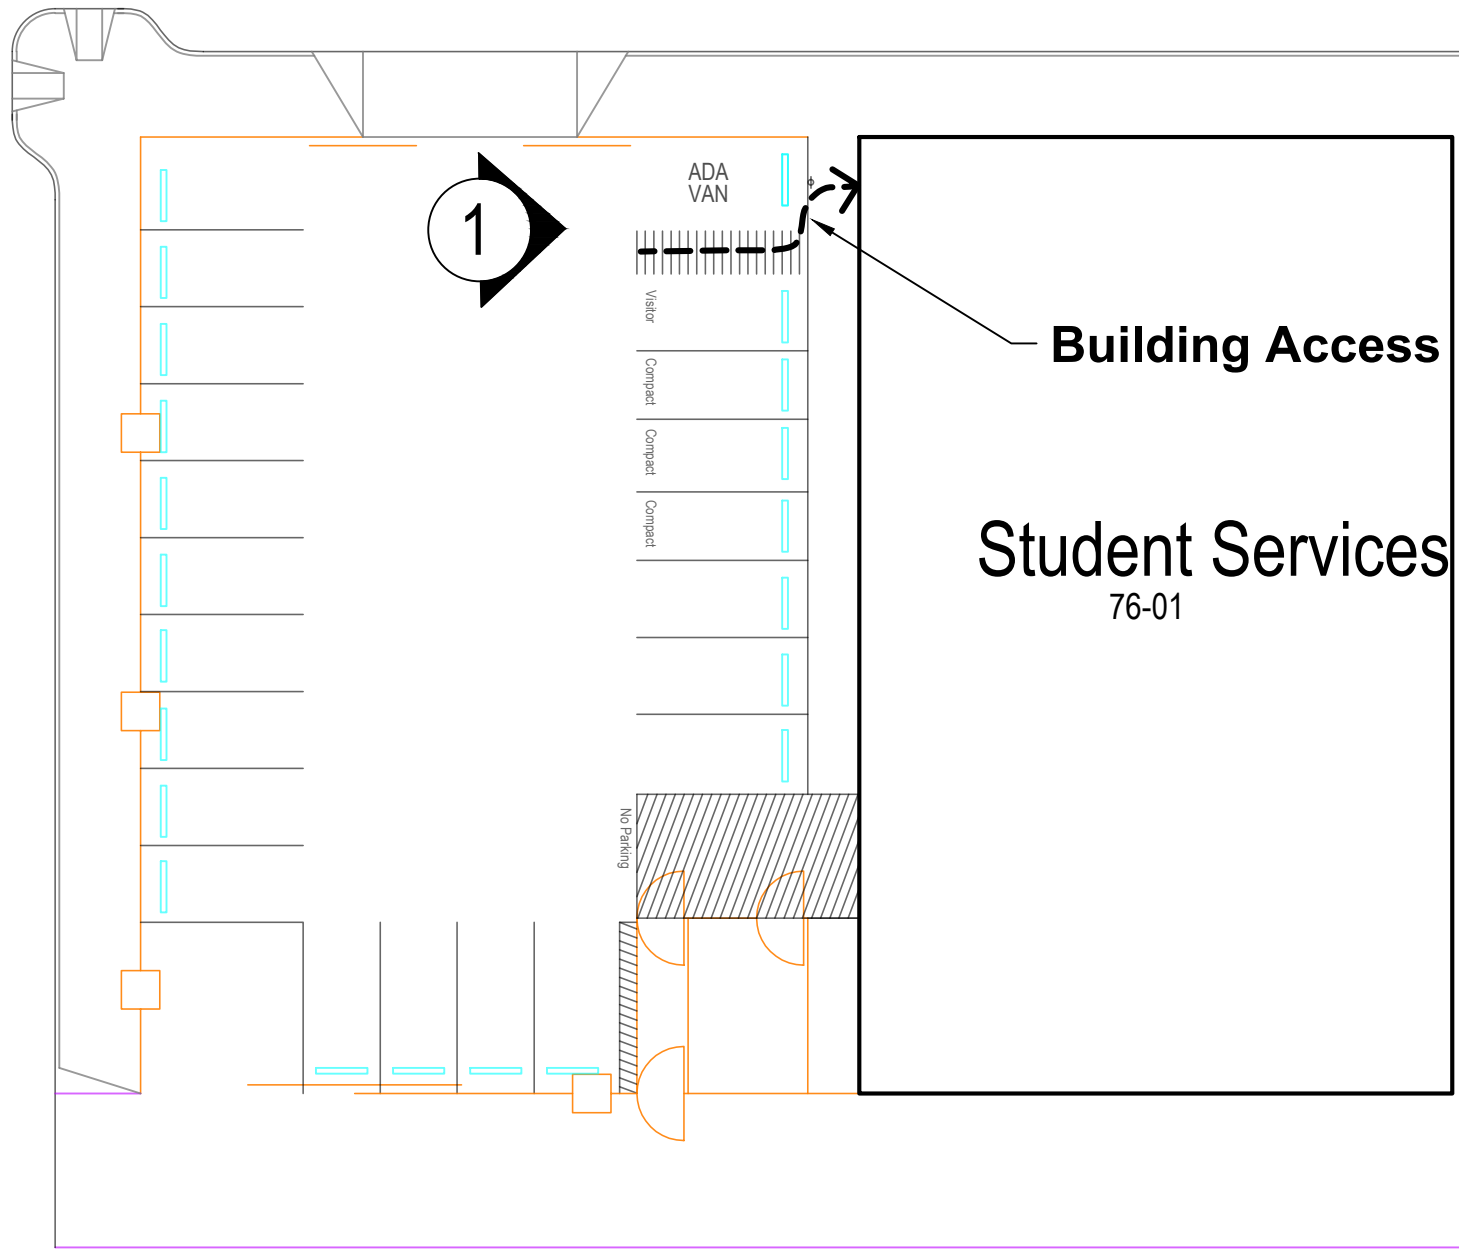 ADA
VAN
1
Visitor
Building Access
Compact
Compact
Compact
Student Services
76-01
No Parking